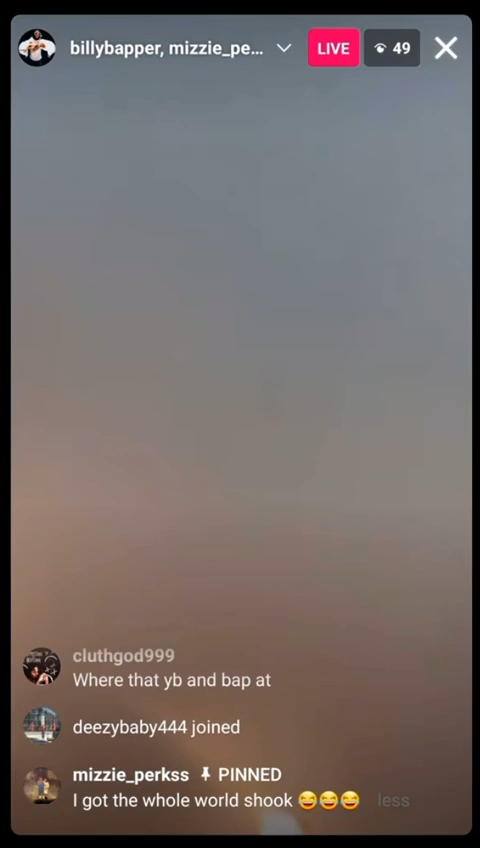 billybapper, mizzie_pe...
LIVE
49
cluthgod999
Where that yb and bap at
deezybaby444 joined
mizzie_perkss PINNED
I got the whole world shook 😂😂😂 less